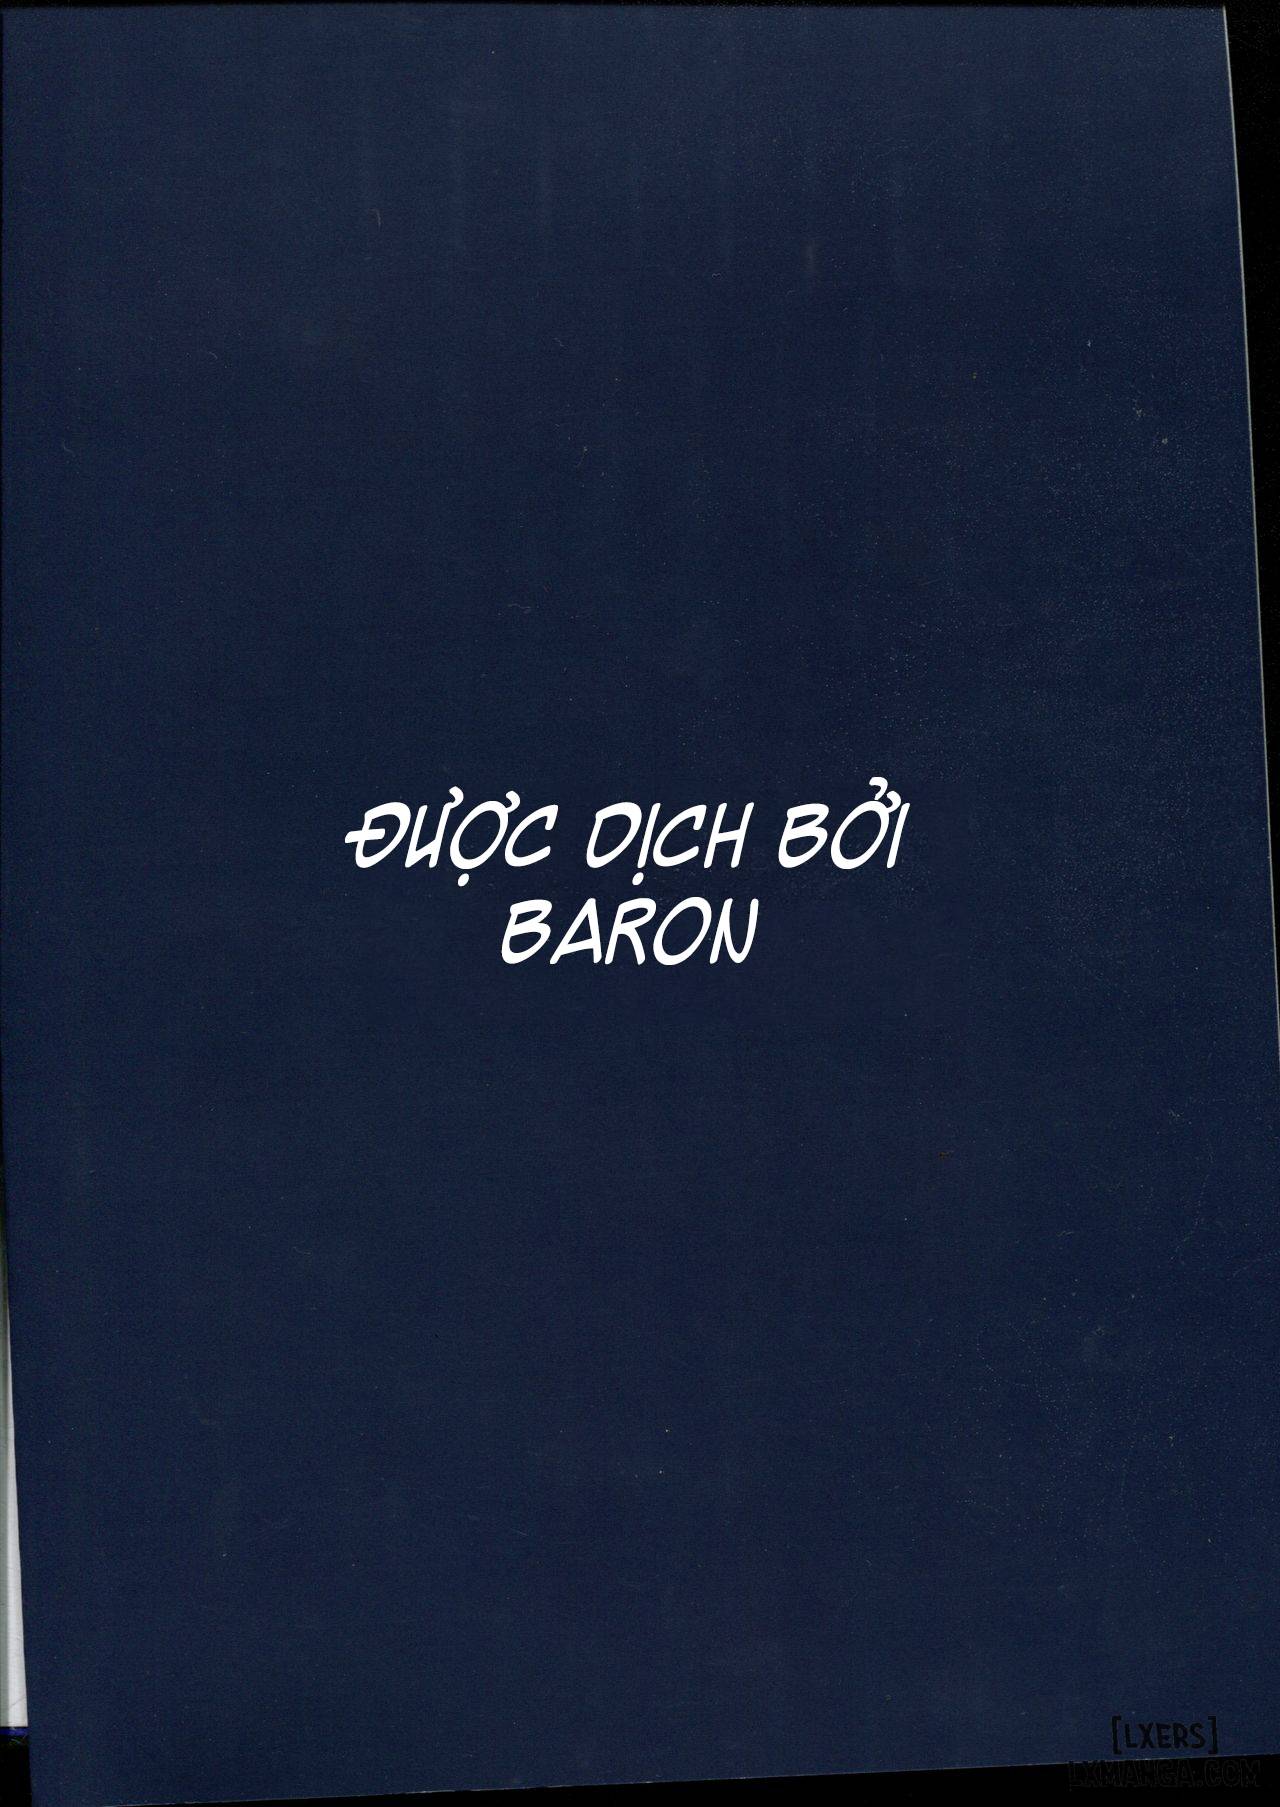 ĐƯỢC DỊCH BỞI
BARON
[LXERS]
LXMANGA.COM